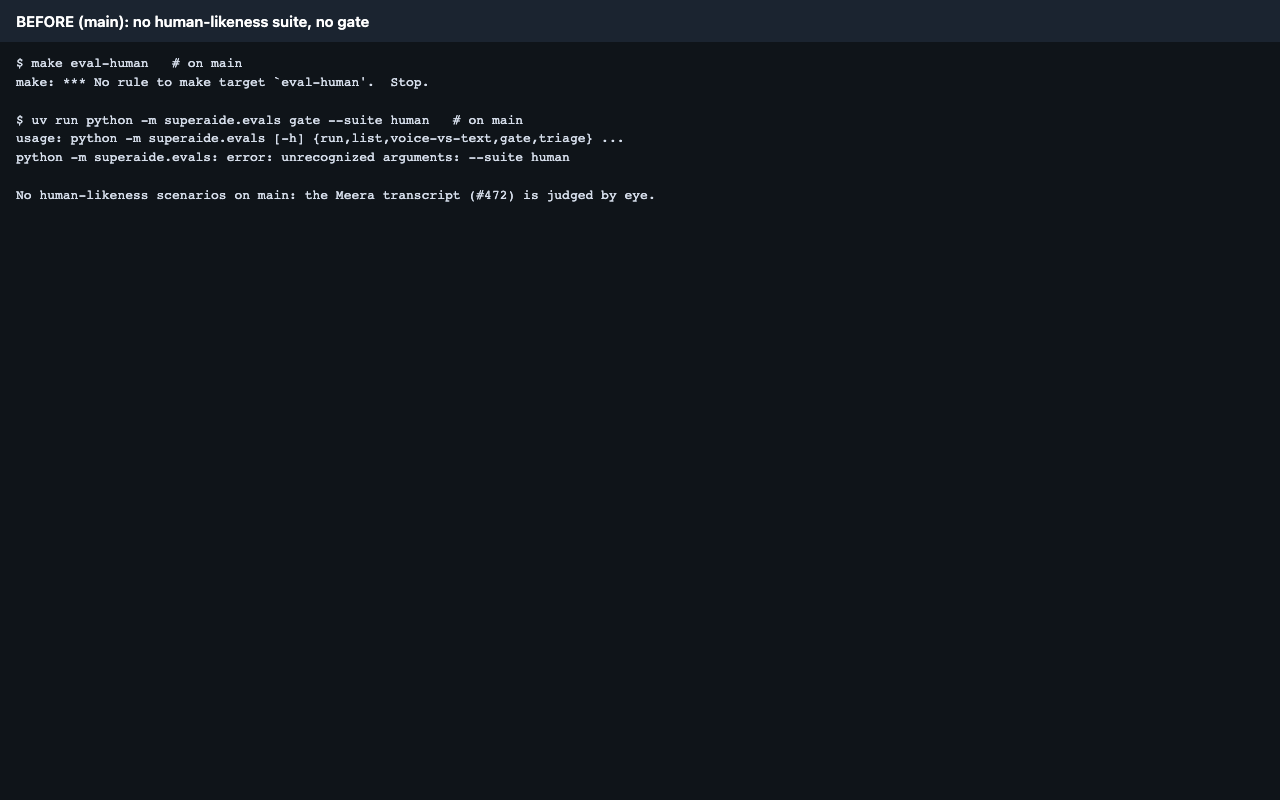 BEFORE (main): no human-likeness suite, no gate
$ make eval-human   # on main
make: *** No rule to make target `eval-human'.  Stop.
$ uv run python -m superaide.evals gate --suite human   # on main
usage: python -m superaide.evals [-h] {run,list,voice-vs-text,gate,triage} ...
python -m superaide.evals: error: unrecognized arguments: --suite human
No human-likeness scenarios on main: the Meera transcript (#472) is judged by eye.